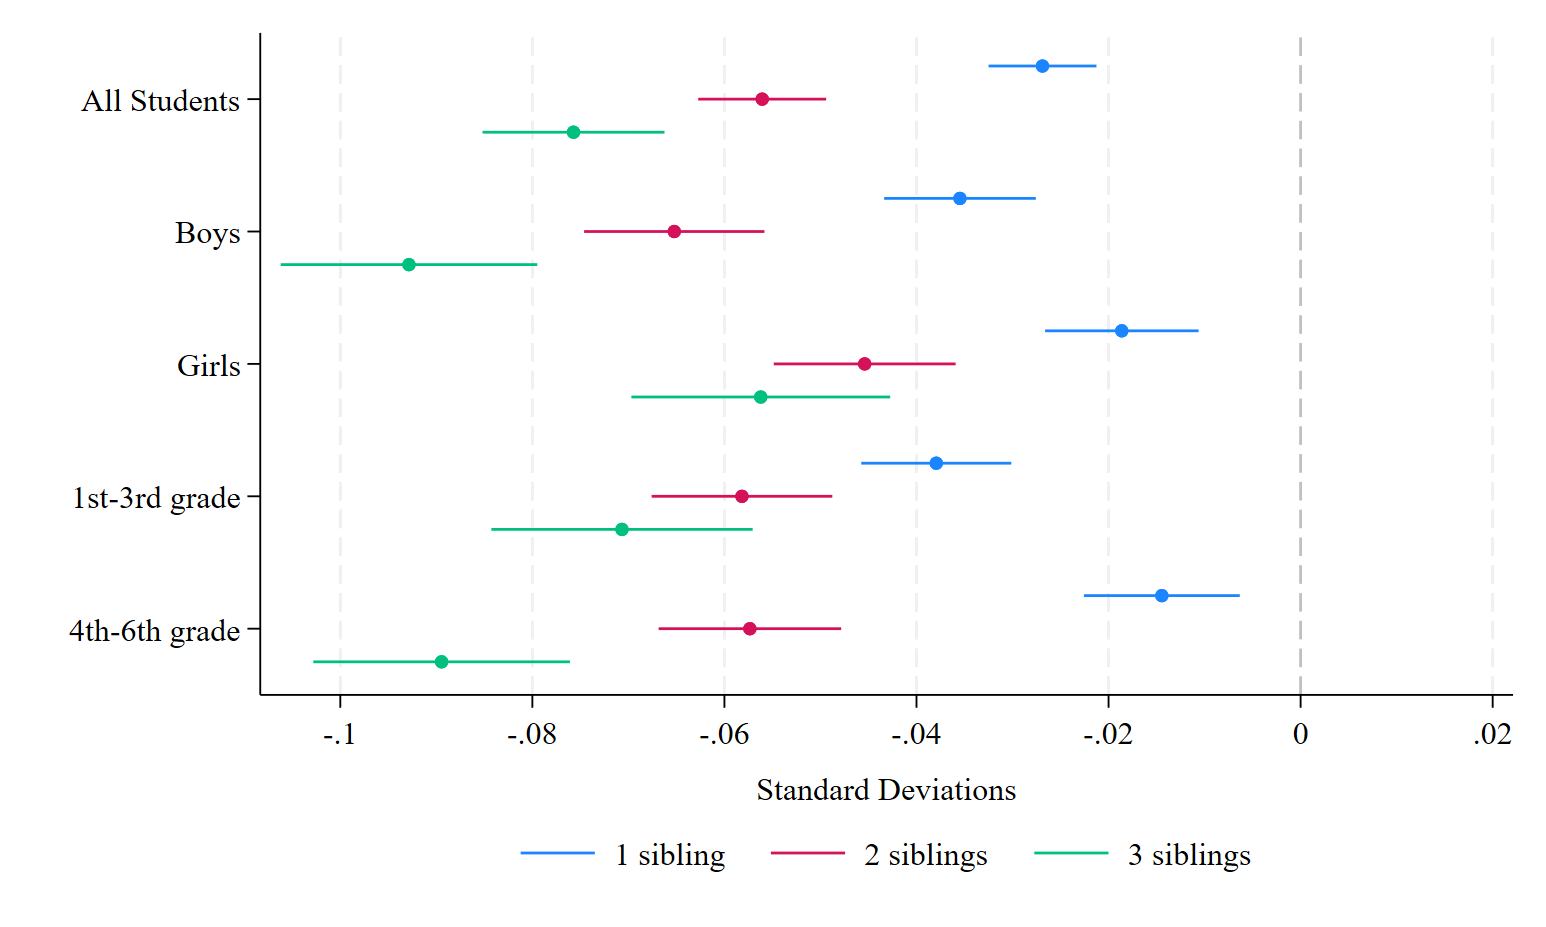 All Students
Boys
Girls
1st-3rd grade
4th-6th grade
-.1 -.08 -.06 -.04 -.02 0 .02
Standard Deviations
1 sibling 2 siblings 3 siblings